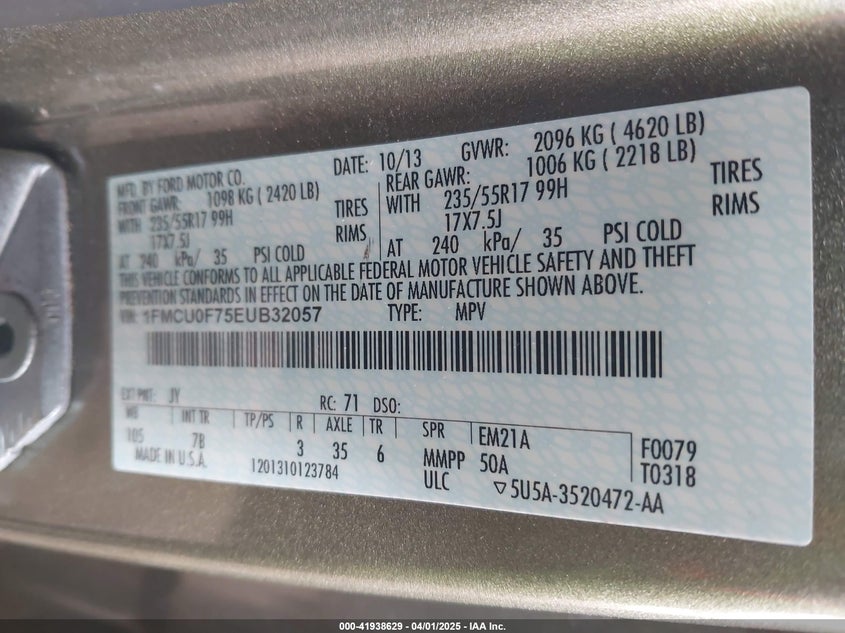 MFD. BY FORD MOTOR CO.
DATE: 10/13 GVWR: 2096 KG ( 4620 LB)
FRONT GAWR: 1098 KG ( 2420 LB) REAR GAWR: 1006 KG ( 2218 LB)
WITH 235/55R17 99H TIRES WITH 235/55R17 99H TIRES
17X7.5J RIMS 17X7.5J RIMS
AT 240 kPa/ 35 PSI COLD AT 240 kPa/ 35 PSI COLD
THIS VEHICLE CONFORMS TO ALL APPLICABLE FEDERAL MOTOR VEHICLE SAFETY AND THEFT
PREVENTION STANDARDS IN EFFECT ON THE DATE OF MANUFACTURE SHOWN ABOVE.
VIN: 1FMCU0F75EUB32057 TYPE: MPV
EXT PNT: JY RC: 71 DSO:
WB INT TR TP/PS R AXLE TR SPR EM21A F0079
105 7B 3 35 6 MMPP 50A T0318
MADE IN U.S.A. 1201310123784 ULC ▽5U5A-3520472-AA
000-41938629 - 04/01/2025 - IAA Inc.